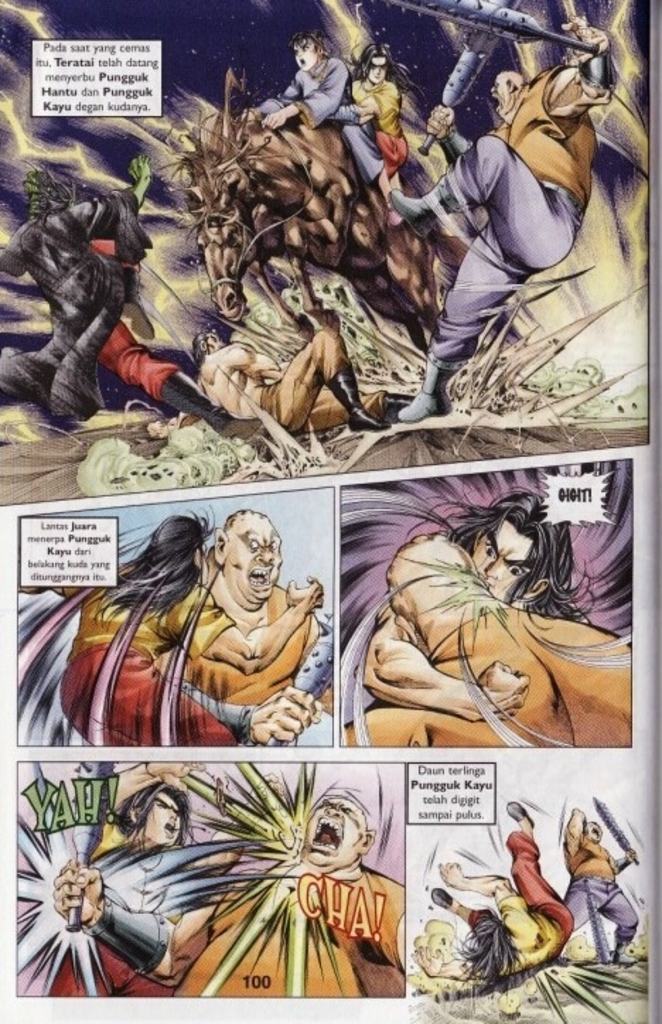 Pada saat yang cemas
itu, Teratai telah datang
menyerbu Pungguk
Hantu dan Pungguk
Kayu degan kudanya.
Lantas Juara
menerpa Pungguk
Kayu dari
belakang kuda yang
ditunggangnya itu.
GIGIT!
YAH!
CHA!
Daun terlinga
Pungguk Kayu
telah digigit
sampai pulus.
100